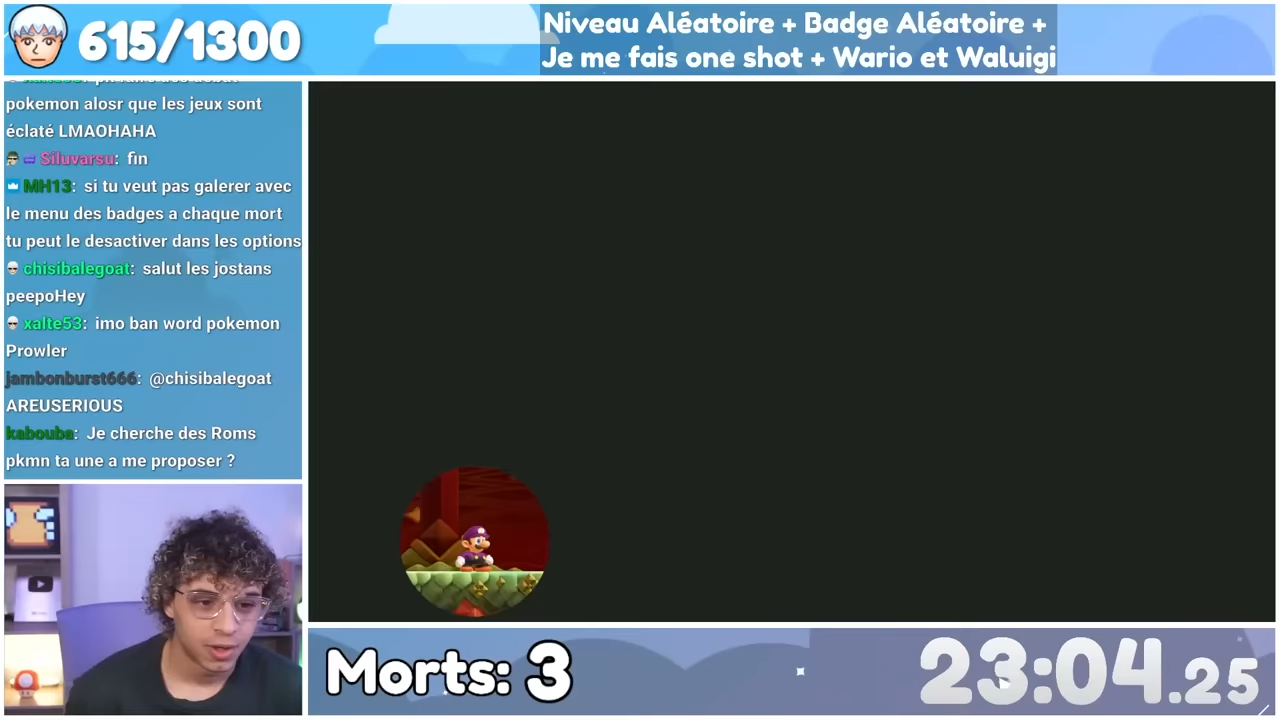 615/1300
Niveau Aléatoire + Badge Aléatoire +
Je me fais one shot + Wario et Waluigi
pokemon alosr que les jeux sont
éclaté LMAOHAHA
Siluvarsu: fin
MH13: si tu veut pas galerer avec
le menu des badges a chaque mort
tu peut le desactiver dans les options
chisibalegoat: salut les jostans
peepoHey
xalte53: imo ban word pokemon
Prowler
jambonburst666: @chisibalegoat
AREUSERIOUS
kabouba: Je cherche des Roms
pkmn ta une a me proposer ?
Morts: 3
23:04.25